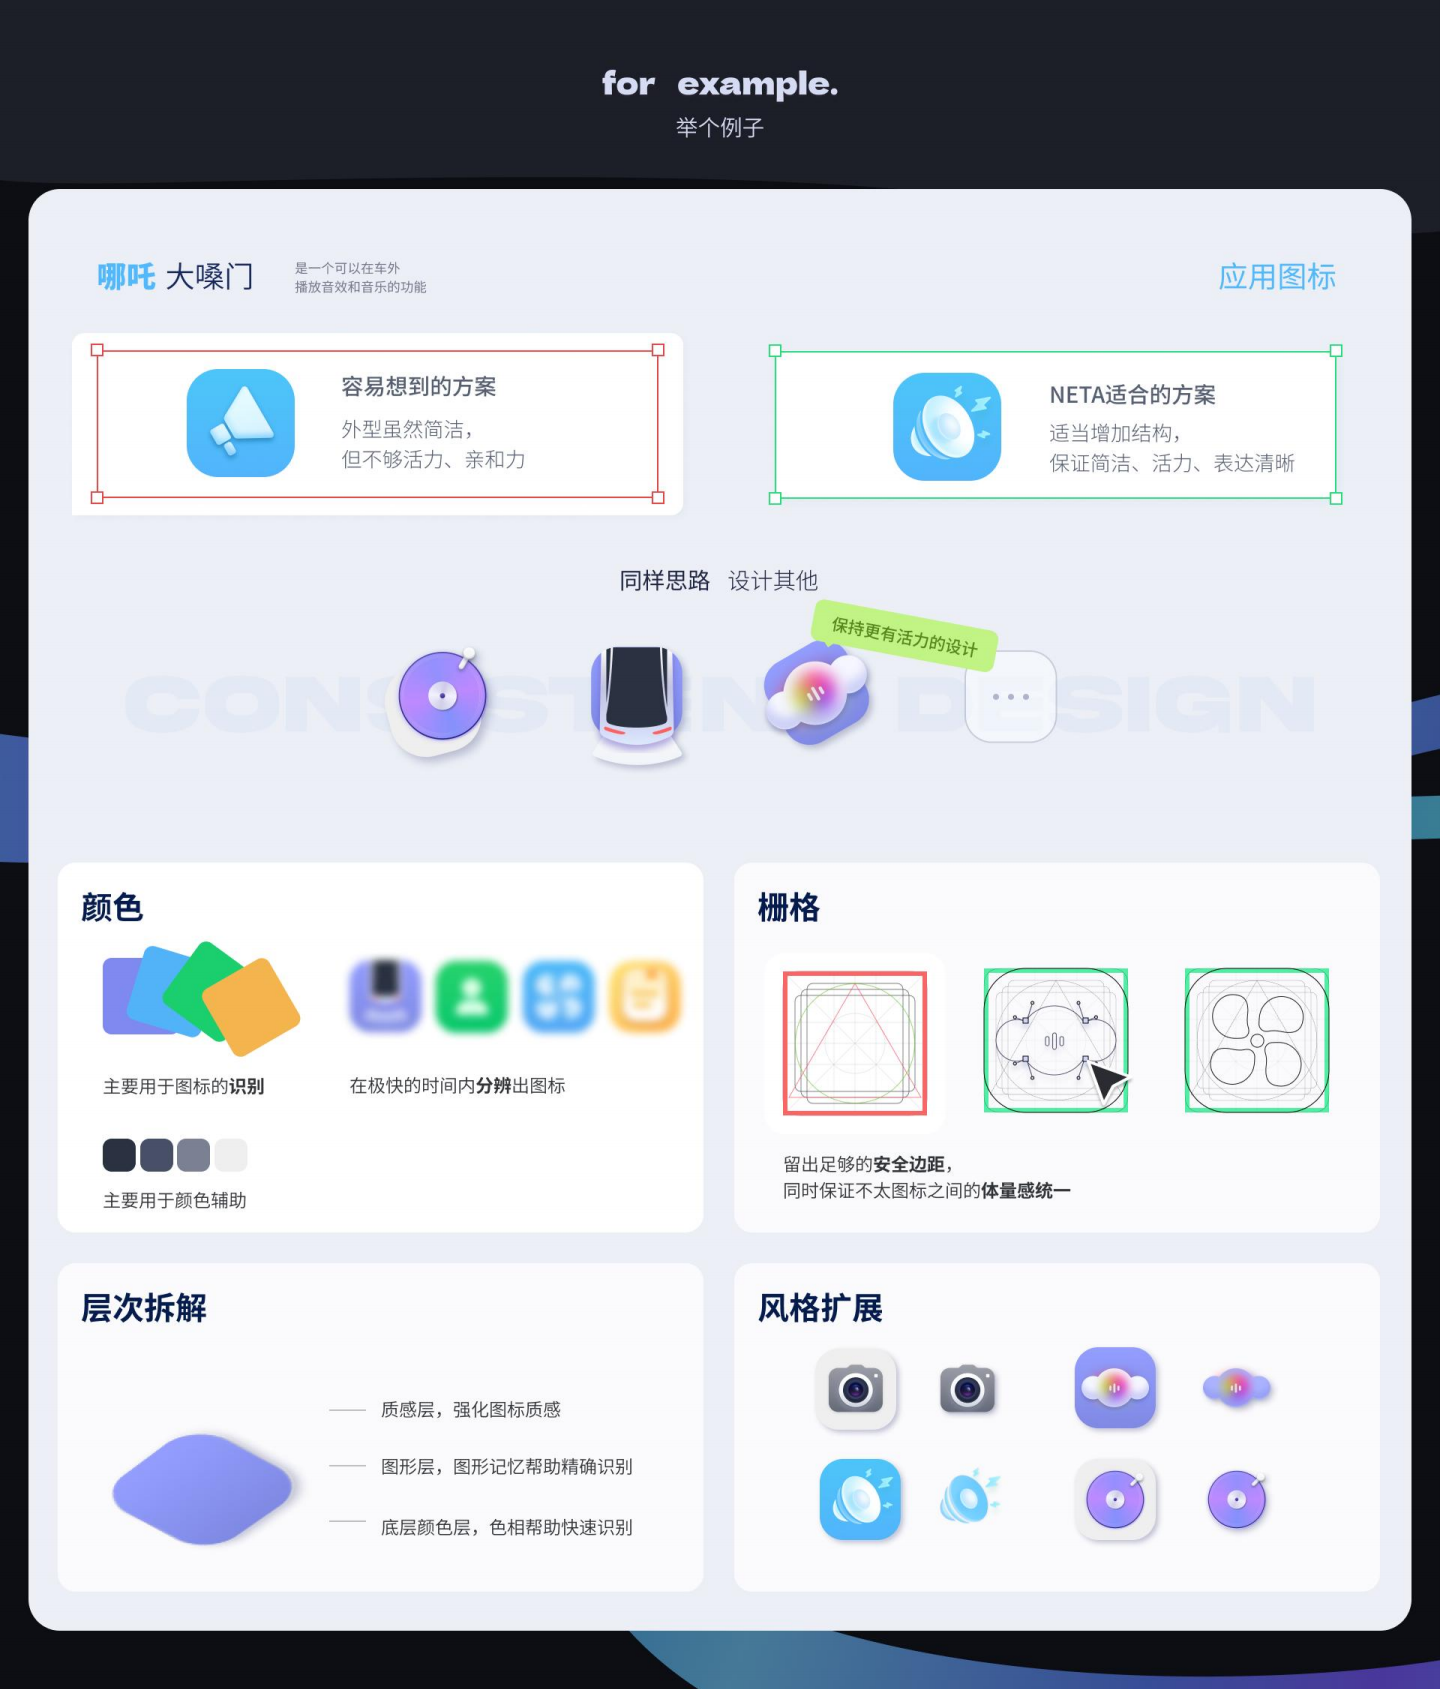 for example.
举个例子
哪吒 大嗓门
是一个可以在车外
播放音效和音乐的功能
应用图标
容易想到的方案
外型虽然简洁，
但不够活力、亲和力
NETA适合的方案
适当增加结构，
保证简洁、活力、表达清晰
同样思路 设计其他
保持更有活力的设计
DESIGN
颜色
主要用于图标的识别
在极快的时间内分辨出图标
主要用于颜色辅助
栅格
留出足够的安全边距，
同时保证不太图标之间的体量感统一
层次拆解
质感层，强化图标质感
图形层，图形记忆帮助精确识别
底层颜色层，色相帮助快速识别
风格扩展